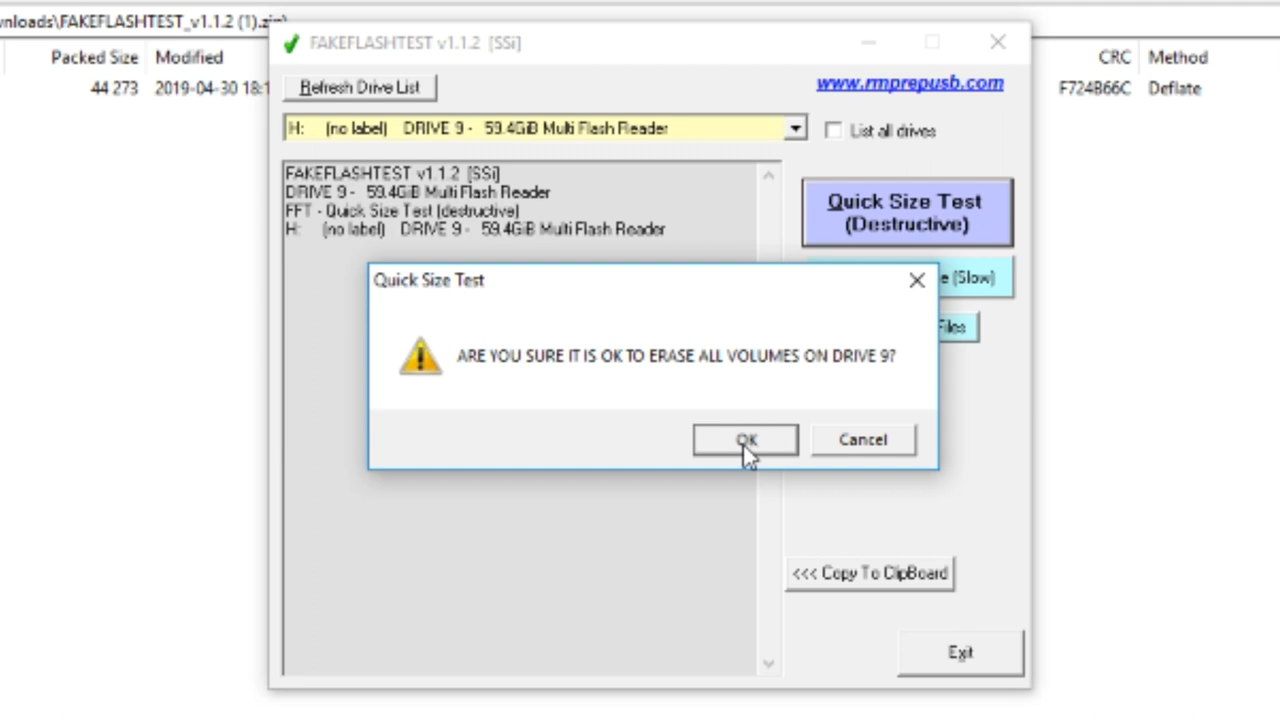 wnloads\FAKEFLASHTEST_v1.1.2 (1).zip\
FAKEFLASHTEST v1.1.2 [SSi]
Packed Size Modified
CRC Method
44 273 2019-04-30 18:1
F724B66C Deflate
Refresh Drive List
www.rmprepusb.com
H: (no label) DRIVE 9 - 59.4GiB Multi Flash Reader
List all drives
FAKEFLASHTEST v1.1.2 [SSi]
DRIVE 9 - 59.4GiB Multi Flash Reader
FFT - Quick Size Test (destructive)
H: (no label) DRIVE 9 - 59.4GiB Multi Flash Reader
Quick Size Test
(Destructive)
e (Slow)
Files
Quick Size Test
ARE YOU SURE IT IS OK TO ERASE ALL VOLUMES ON DRIVE 9?
OK
Cancel
<<< Copy To ClipBoard
Exit